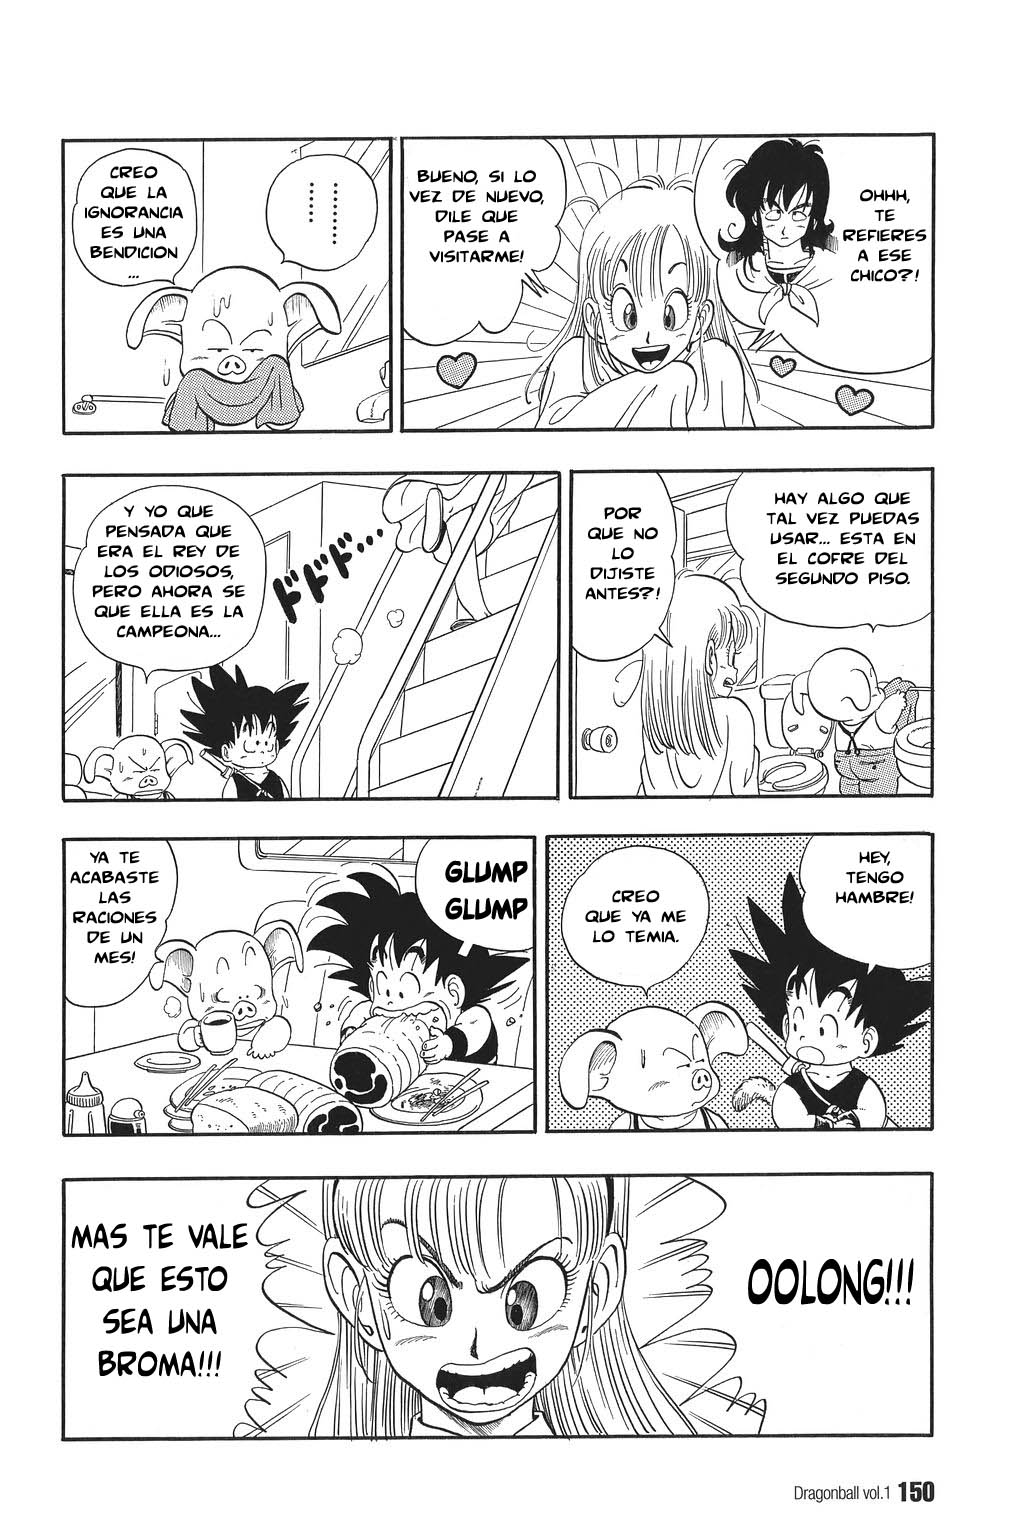 OHHH,
TE
REFIERES
A ESE
CHICO?!
BUENO, SI LO
VEZ DE NUEVO,
DILE QUE
PASE A
VISITARME!
......
......
CREO
QUE LA
IGNORANCIA
ES UNA
BENDICION
...
HAY ALGO QUE
TAL VEZ PUEDAS
USAR... ESTA EN
EL COFRE DEL
SEGUNDO PISO.
POR
QUE NO
LO
DIJISTE
ANTES?!
ドドド...
Y YO QUE
PENSADA QUE
ERA EL REY DE
LOS ODIOSOS,
PERO AHORA SE
QUE ELLA ES LA
CAMPEONA...
HEY,
TENGO
HAMBRE!
CREO
QUE YA ME
LO TEMIA.
GLUMP
GLUMP
YA TE
ACABASTE
LAS
RACIONES
DE UN
MES!
OOLONG!!!
MAS TE VALE
QUE ESTO
SEA UNA
BROMA!!!
Dragonball vol.1 150